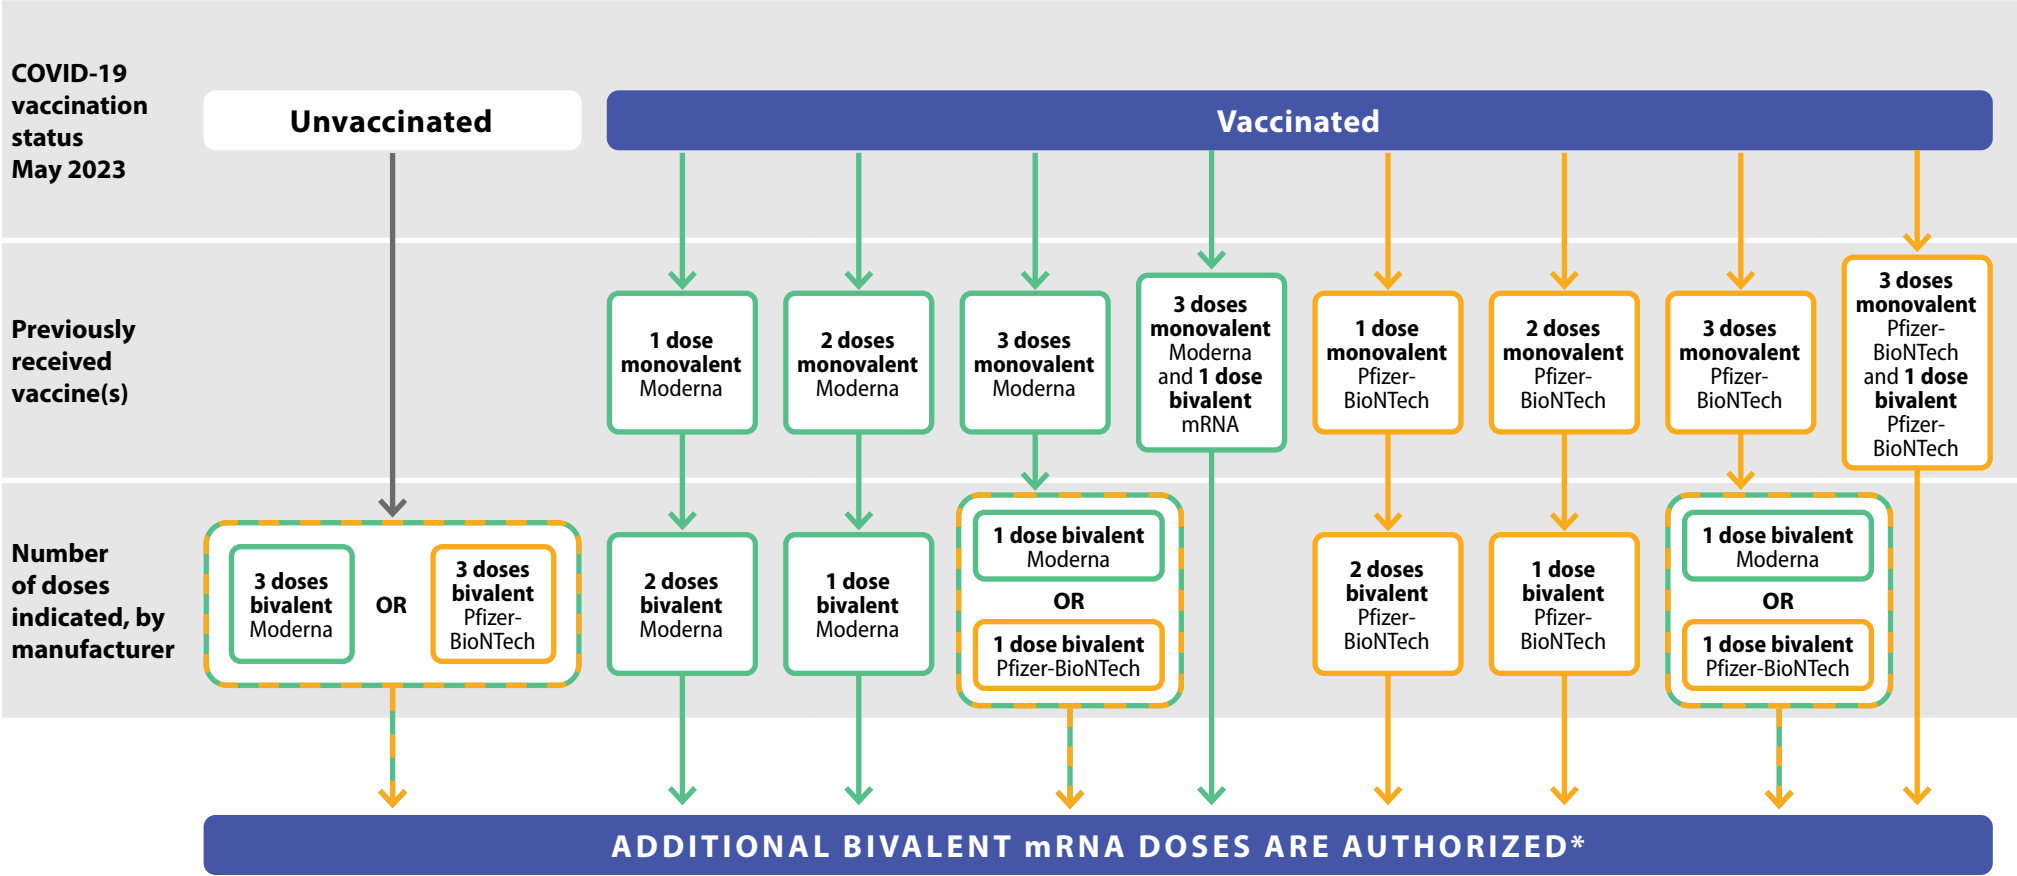 COVID-19
vaccination
status
May 2023
Unvaccinated
Vaccinated
Previously
received
vaccine(s)
1 dose
monovalent
Moderna
2 doses
monovalent
Moderna
3 doses
monovalent
Moderna
3 doses
monovalent
Moderna
and 1 dose
bivalent
mRNA
1 dose
monovalent
Pfizer-
BioNTech
2 doses
monovalent
Pfizer-
BioNTech
3 doses
monovalent
Pfizer-
BioNTech
3 doses
monovalent
Pfizer-
BioNTech
and 1 dose
bivalent
Pfizer-
BioNTech
Number
of doses
indicated, by
manufacturer
3 doses
bivalent
Moderna
OR
3 doses
bivalent
Pfizer-
BioNTech
2 doses
bivalent
Moderna
1 dose
bivalent
Moderna
1 dose bivalent
Moderna
OR
1 dose bivalent
Pfizer-BioNTech
2 doses
bivalent
Pfizer-
BioNTech
1 dose
bivalent
Pfizer-
BioNTech
1 dose bivalent
Moderna
OR
1 dose bivalent
Pfizer-BioNTech
ADDITIONAL BIVALENT mRNA DOSES ARE AUTHORIZED*